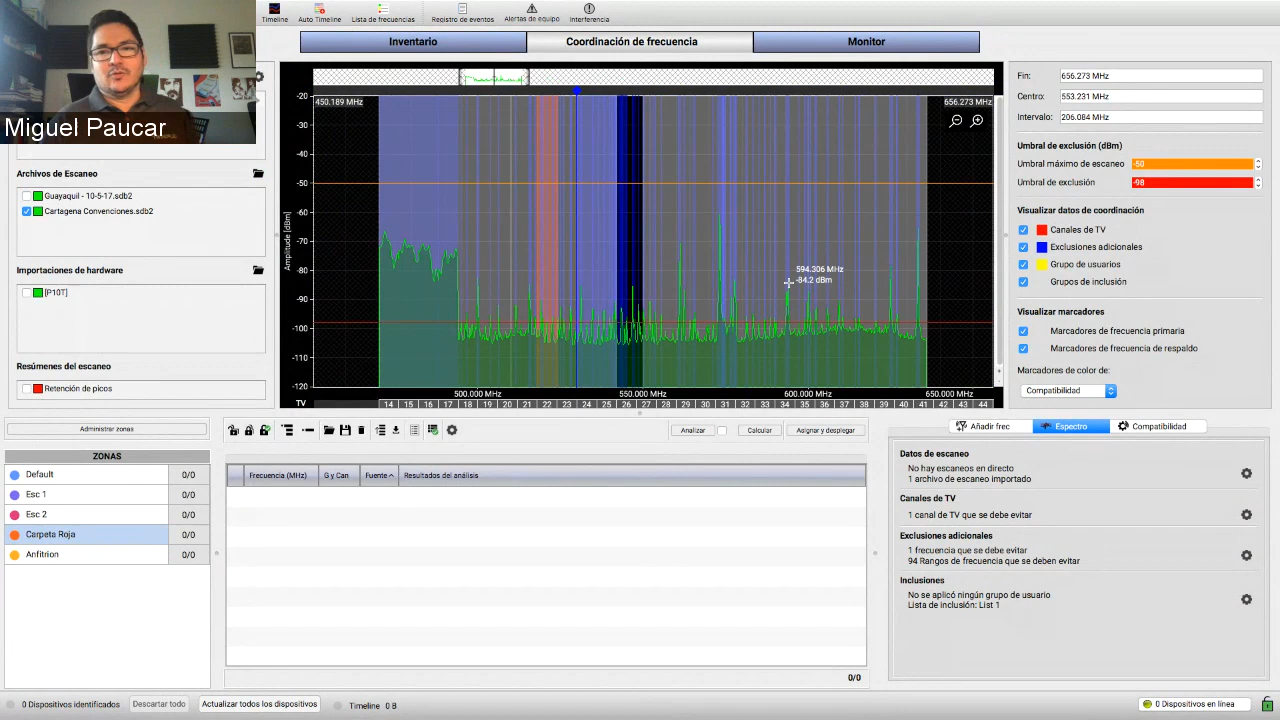 Timeline
Auto Timeline
Lista de frecuencias
Registro de eventos
Alertas de equipo
Interferencia
Inventario
Coordinación de frecuencia
Monitor
Miguel Paucar
Archivos de Escaneo
Guayaquil - 10-5-17.sdb2
Cartagena Convenciones.sdb2
Importaciones de hardware
[P10T]
Resúmenes del escaneo
Retención de picos
Amplitude [dBm]
-20
-30
-40
-50
-60
-70
-80
-90
-100
-110
-120
450.189 MHz
656.273 MHz
594.306 MHz
-84.2 dBm
500.000 MHz
550.000 MHz
600.000 MHz
650.000 MHz
TV 14 15 16 17 18 19 20 21 22 23 24 25 26 27 28 29 30 31 32 33 34 35 36 37 38 39 40 41 42 43 44
Fin: 656.273 MHz
Centro: 553.231 MHz
Intervalo: 206.084 MHz
Umbral de exclusión (dBm)
Umbral máximo de escaneo -50
Umbral de exclusión -98
Visualizar datos de coordinación
Canales de TV
Exclusiones adicionales
Grupo de usuarios
Grupos de inclusión
Visualizar marcadores
Marcadores de frecuencia primaria
Marcadores de frecuencia de respaldo
Marcadores de color de:
Compatibilidad
Administrar zonas
ZONAS
Default 0/0
Esc 1 0/0
Esc 2 0/0
Carpeta Roja 0/0
Anfitrion 0/0
Analizar
Calcular
Asignar y desplegar
Frecuencia (MHz)
G y Can
Fuente
Resultados del análisis
0/0
Añadir frec
Espectro
Compatibilidad
Datos de escaneo
No hay escaneos en directo
1 archivo de escaneo importado
Canales de TV
1 canal de TV que se debe evitar
Exclusiones adicionales
1 frecuencia que se debe evitar
94 Rangos de frecuencia que se deben evitar
Inclusiones
No se aplicó ningún grupo de usuario
Lista de inclusión: List 1
0 Dispositivos identificados
Descartar todo
Actualizar todos los dispositivos
Timeline 0 B
0 Dispositivos en línea